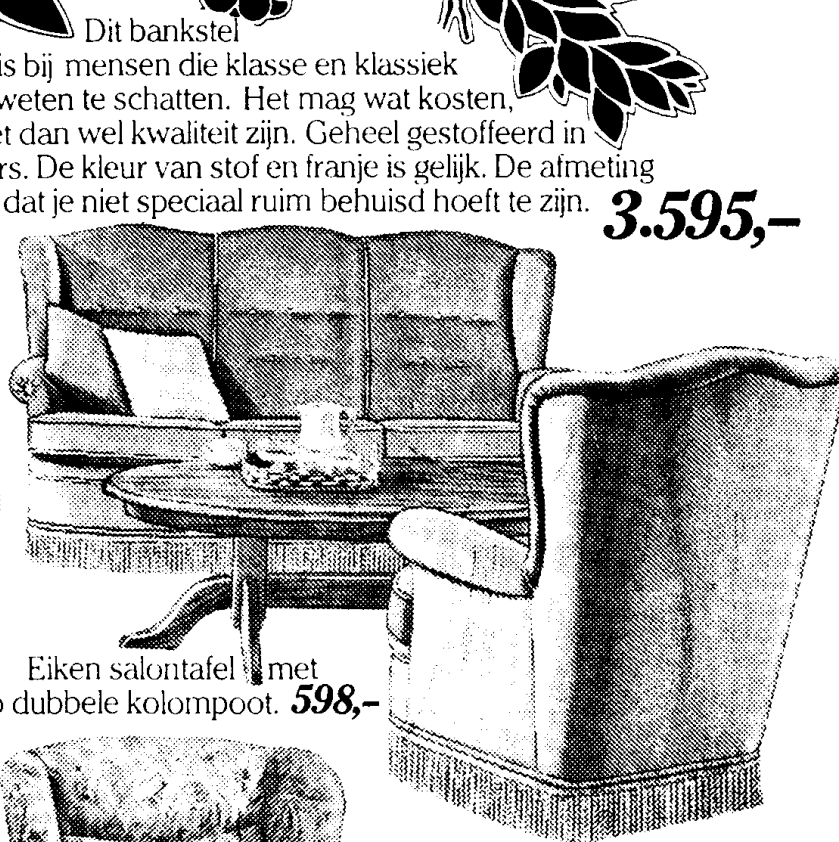 Dit bankstel
is bij mensen die klasse en klassiek
weten te schatten. Het mag wat kosten,
dan wel kwaliteit zijn. Geheel gestoffeerd in
De kleur van stof en franje is gelijk. De afmeting
dat je niet speciaal ruim behuisd hoeft te zijn. 3.595,–
Eiken salontafel met
dubbele kolompoot. 598,–